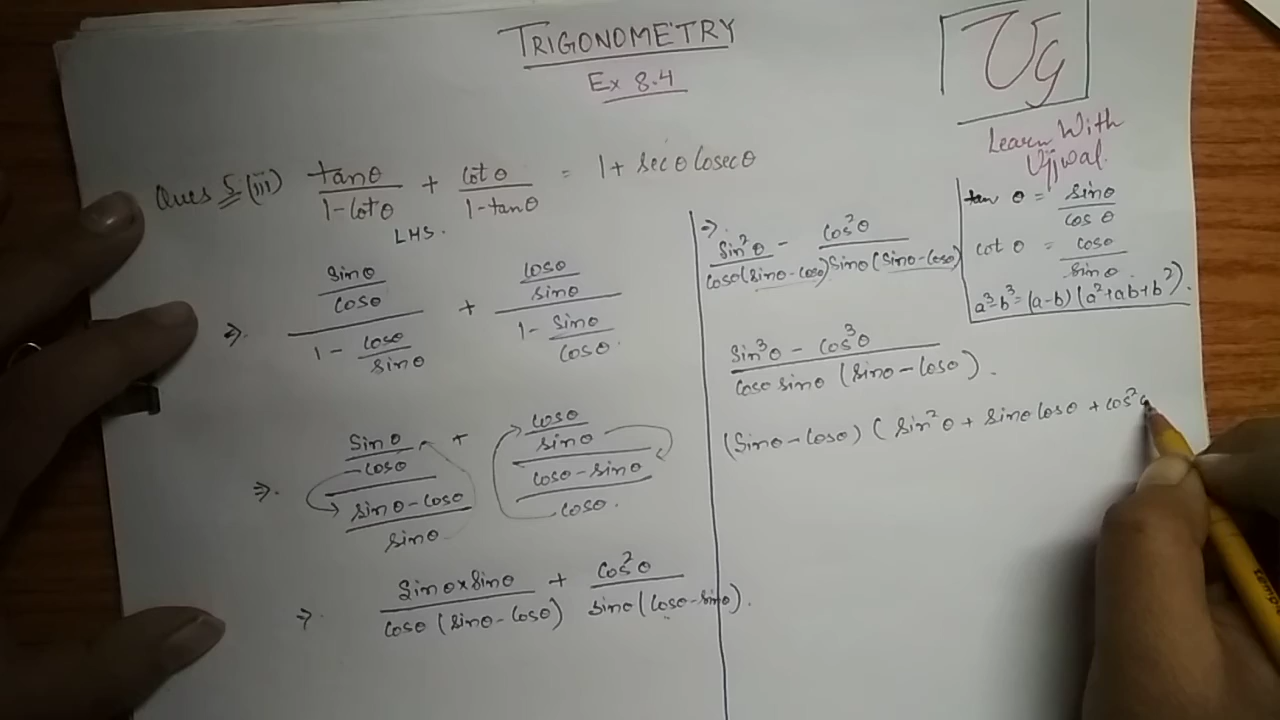 TRIGONOMETRY
Ex 8.4
UG
Learn With
Ujjwal.
Ques 5 (iii) tanθ/(1-cotθ) + cotθ/(1-tanθ) = 1 + secθ cosecθ
LHS.
⇒ (sinθ/cosθ)/(1 - cosθ/sinθ) + (cosθ/sinθ)/(1 - sinθ/cosθ).
⇒. (sinθ/cosθ)/((sinθ-cosθ)/sinθ) + (cosθ/sinθ)/((cosθ-sinθ)/cosθ).
⇒ sinθ×sinθ/(cosθ(sinθ-cosθ)) + cos²θ/(sinθ(cosθ-sinθ)).
⇒ sin²θ/(cosθ(sinθ-cosθ)) - cos²θ/(sinθ(sinθ-cosθ))
(sin³θ - cos³θ)/(cosθ sinθ (sinθ-cosθ)).
(sinθ-cosθ) (sin²θ + sinθ cosθ + cos²
tan θ = sinθ/cosθ
cot θ = cosθ/sinθ
a³-b³=(a-b)(a²+ab+b²).